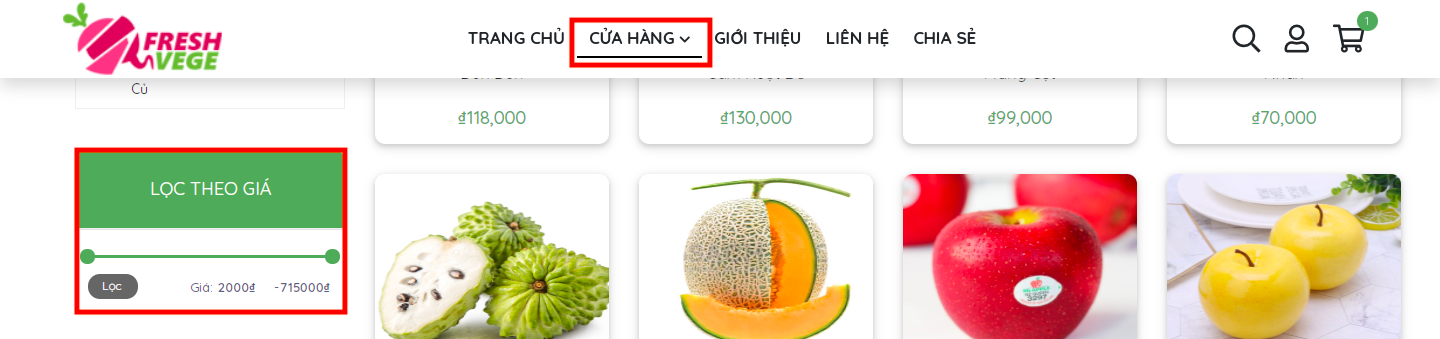 FRESH
VEGE
TRANG CHỦ
CỬA HÀNG
GIỚI THIỆU
LIÊN HỆ
CHIA SẺ
1
Củ
₫118,000
₫130,000
₫99,000
₫70,000
LỌC THEO GIÁ
Lọc
Giá: 2000₫ -715000₫
3297